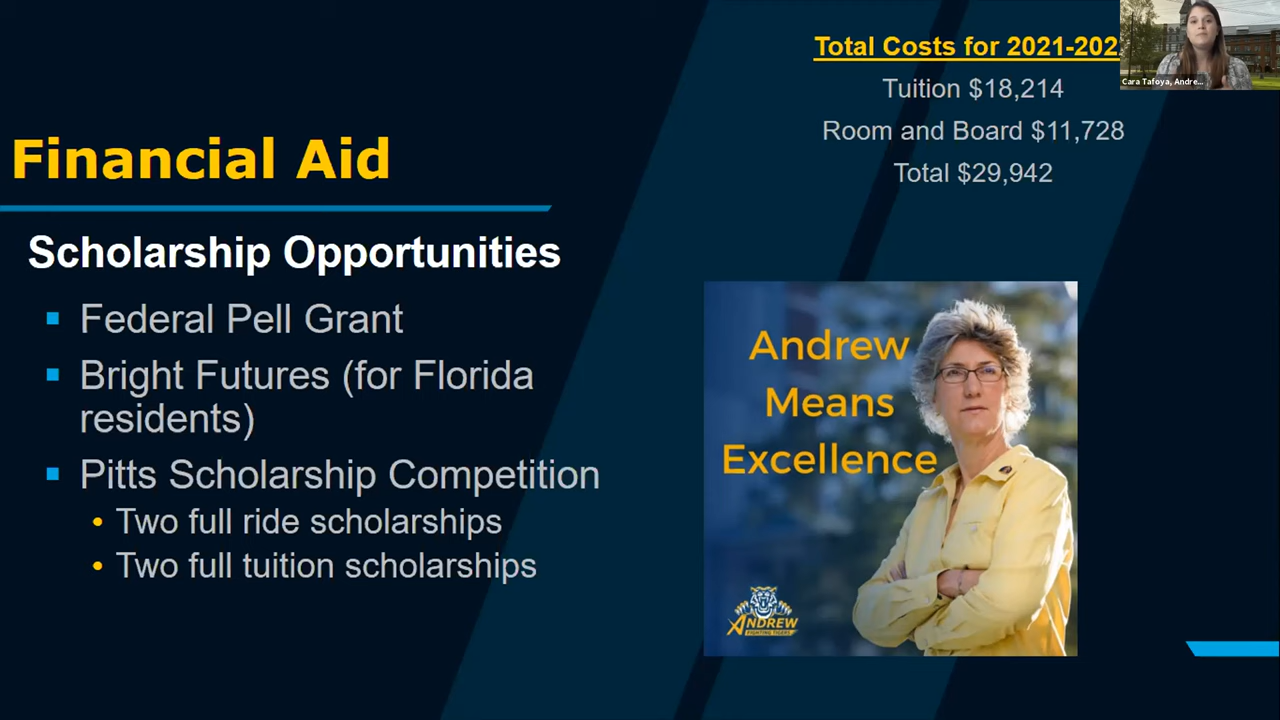 Total Costs for 2021-202
Cara Tafoya, Andre...
Tuition $18,214
Room and Board $11,728
Total $29,942
Financial Aid
Scholarship Opportunities
Federal Pell Grant
Bright Futures (for Florida
residents)
Pitts Scholarship Competition
Two full ride scholarships
Two full tuition scholarships
Andrew
Means
Excellence
ANDREW
FIGHTING TIGERS